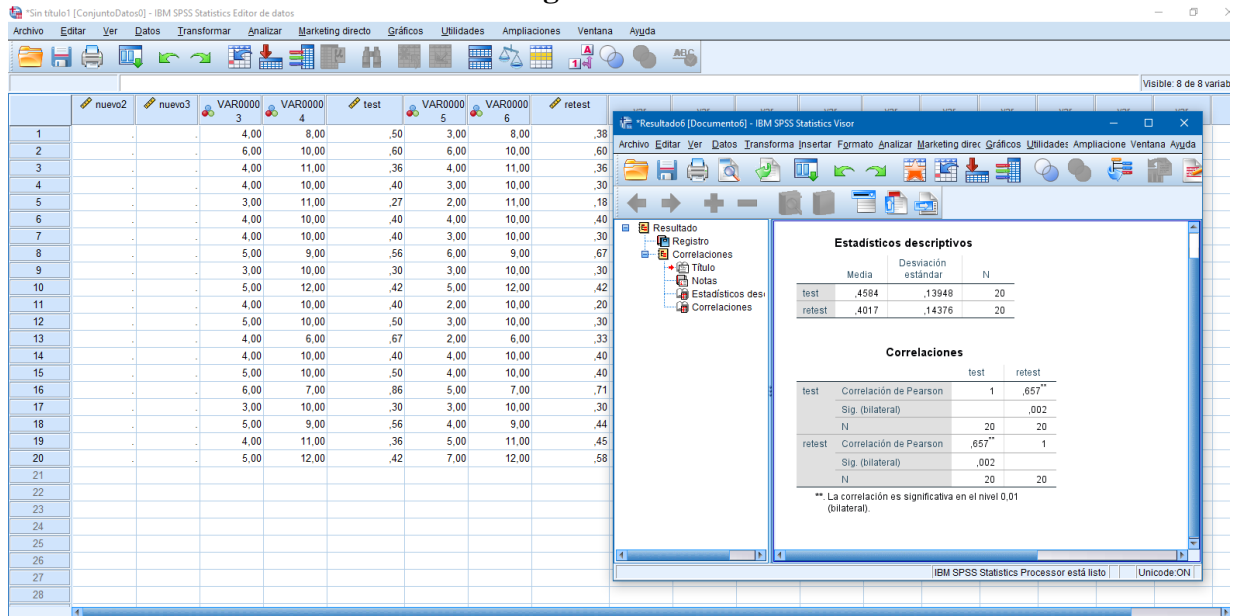 *Sin título1 [ConjuntoDatos0] - IBM SPSS Statistics Editor de datos
Archivo Editar Ver Datos Transformar Analizar Marketing directo Gráficos Utilidades Ampliaciones Ventana Ayuda
Visible: 8 de 8 variab
nuevo2 nuevo3 VAR00003 VAR00004 test VAR00005 VAR00006 retest
1 . . 4,00 8,00 ,50 3,00 8,00 ,38
2 . . 6,00 10,00 ,60 6,00 10,00 ,60
3 . . 4,00 11,00 ,36 4,00 11,00 ,36
4 . . 4,00 10,00 ,40 3,00 10,00 ,30
5 . . 3,00 11,00 ,27 2,00 11,00 ,18
6 . . 4,00 10,00 ,40 4,00 10,00 ,40
7 . . 4,00 10,00 ,40 3,00 10,00 ,30
8 . . 5,00 9,00 ,56 6,00 9,00 ,67
9 . . 3,00 10,00 ,30 3,00 10,00 ,30
10 . . 5,00 12,00 ,42 5,00 12,00 ,42
11 . . 4,00 10,00 ,40 2,00 10,00 ,20
12 . . 5,00 10,00 ,50 3,00 10,00 ,30
13 . . 4,00 6,00 ,67 2,00 6,00 ,33
14 . . 4,00 10,00 ,40 4,00 10,00 ,40
15 . . 5,00 10,00 ,50 4,00 10,00 ,40
16 . . 6,00 7,00 ,86 5,00 7,00 ,71
17 . . 3,00 10,00 ,30 3,00 10,00 ,30
18 . . 5,00 9,00 ,56 4,00 9,00 ,44
19 . . 4,00 11,00 ,36 5,00 11,00 ,45
20 . . 5,00 12,00 ,42 7,00 12,00 ,58
21
22
23
24
25
26
27
28
*Resultado6 [Documento6] - IBM SPSS Statistics Visor
Archivo Editar Ver Datos Transforma Insertar Formato Analizar Marketing direc Gráficos Utilidades Ampliacione Ventana Ayuda
Resultado
Registro
Correlaciones
Título
Notas
Estadísticos des
Correlaciones
Estadísticos descriptivos
Media Desviación estándar N
test ,4584 ,13948 20
retest ,4017 ,14376 20
Correlaciones
test retest
test Correlación de Pearson 1 ,657**
Sig. (bilateral) ,002
N 20 20
retest Correlación de Pearson ,657** 1
Sig. (bilateral) ,002
N 20 20
**. La correlación es significativa en el nivel 0,01
(bilateral).
IBM SPSS Statistics Processor está listo Unicode:ON